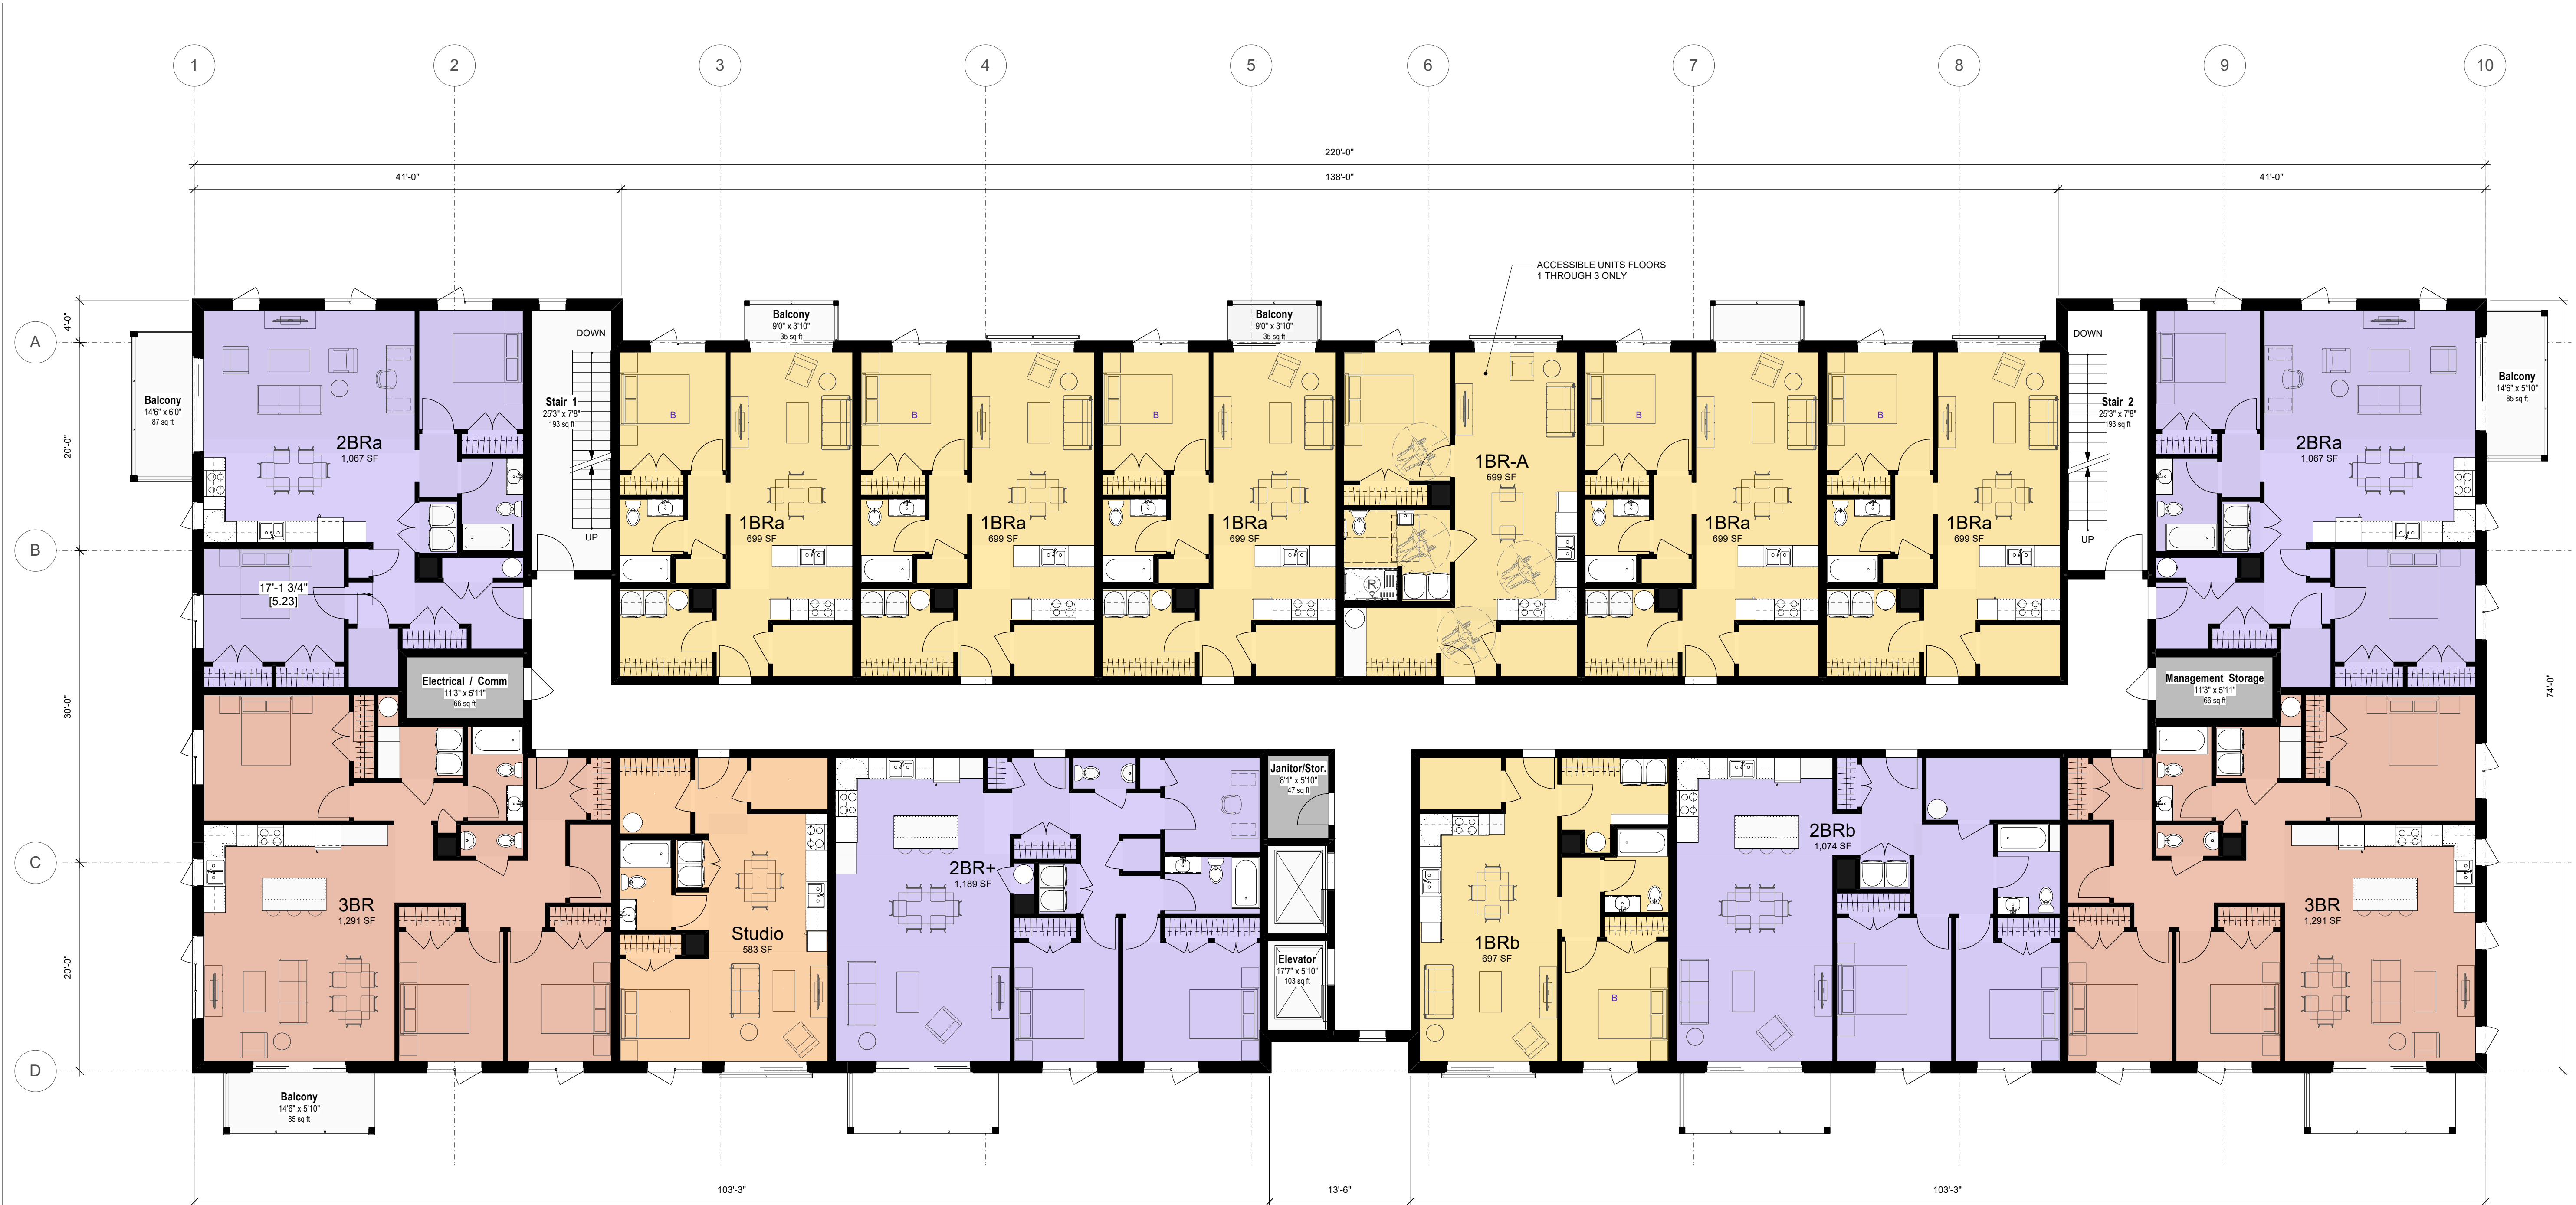 1
2
3
4
5
6
7
8
9
10
220'-0"
41'-0"
138'-0"
41'-0"
ACCESSIBLE UNITS FLOORS
1 THROUGH 3 ONLY
4'-0"
A
20'-0"
B
30'-0"
C
20'-0"
D
74'-0"
Balcony
14'6" x 6'0"
87 sq ft
2BRa
1,067 SF
DOWN
Stair 1
25'3" x 7'8"
193 sq ft
UP
17'-1 3/4"
[5.23]
Balcony
9'0" x 3'10"
35 sq ft
Balcony
9'0" x 3'10"
35 sq ft
B
1BRa
699 SF
B
1BRa
699 SF
B
1BRa
699 SF
1BR-A
699 SF
R
B
1BRa
699 SF
B
1BRa
699 SF
DOWN
Stair 2
25'3" x 7'8"
193 sq ft
UP
2BRa
1,067 SF
Balcony
14'6" x 5'10"
85 sq ft
Electrical / Comm
11'3" x 5'11"
66 sq ft
Management Storage
11'3" x 5'11"
66 sq ft
3BR
1,291 SF
Studio
583 SF
2BR+
1,189 SF
Janitor/Stor.
8'1" x 5'10"
47 sq ft
Elevator
17'7" x 5'10"
103 sq ft
1BRb
697 SF
B
2BRb
1,074 SF
3BR
1,291 SF
Balcony
14'6" x 5'10"
85 sq ft
103'-3"
13'-6"
103'-3"